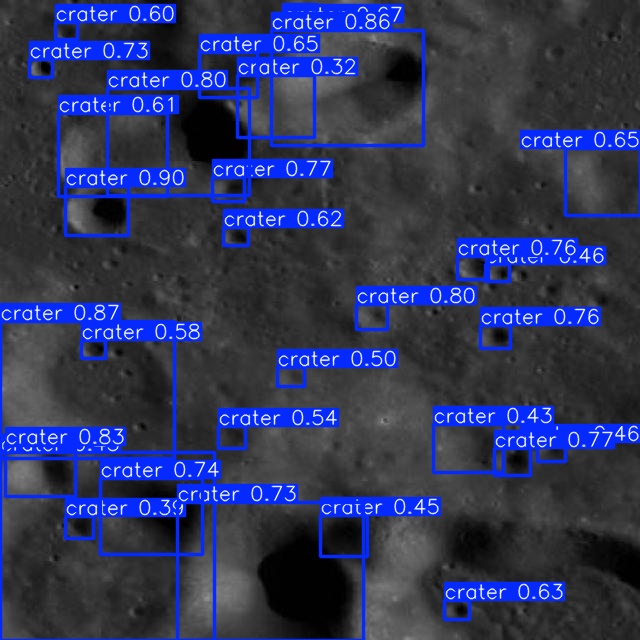 crater 0.60
crater 0.86
crater 0.65
crater 0.73
crater 0.32
crater 0.80
crater 0.61
crater 0.65
crater 0.77
crater 0.90
crater 0.62
crater 0.76
crater 0.46
crater 0.80
crater 0.87
crater 0.76
crater 0.58
crater 0.50
crater 0.43
crater 0.54
crater 0.83
crater 0.77
crater 0.74
crater 0.73
crater 0.39
crater 0.45
crater 0.63